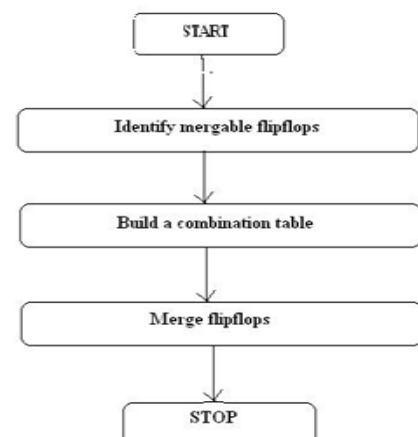 START
Identify mergable flipflops
Build a combination table
Merge flipflops
STOP